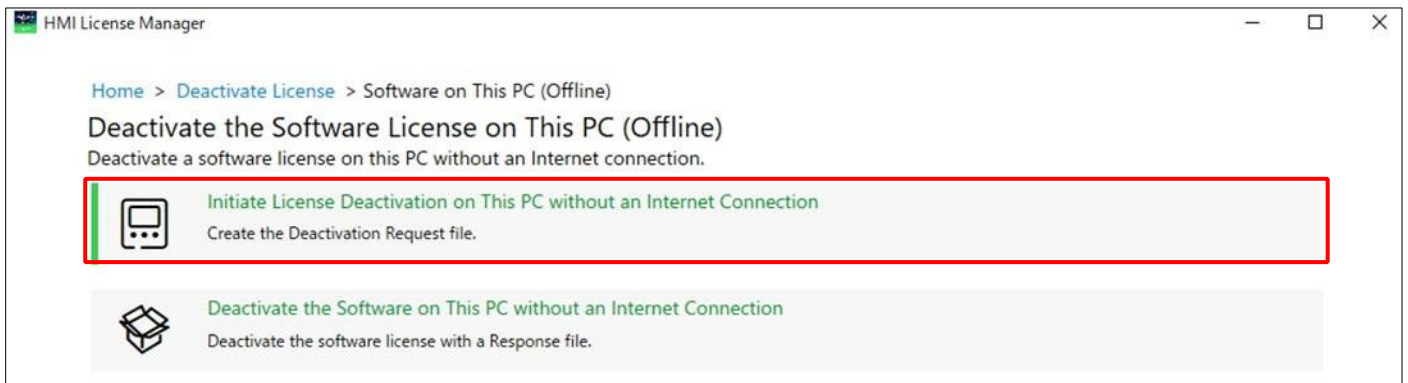 HMI License Manager
Home > Deactivate License > Software on This PC (Offline)
Deactivate the Software License on This PC (Offline)
Deactivate a software license on this PC without an Internet connection.
Initiate License Deactivation on This PC without an Internet Connection
Create the Deactivation Request file.
Deactivate the Software on This PC without an Internet Connection
Deactivate the software license with a Response file.